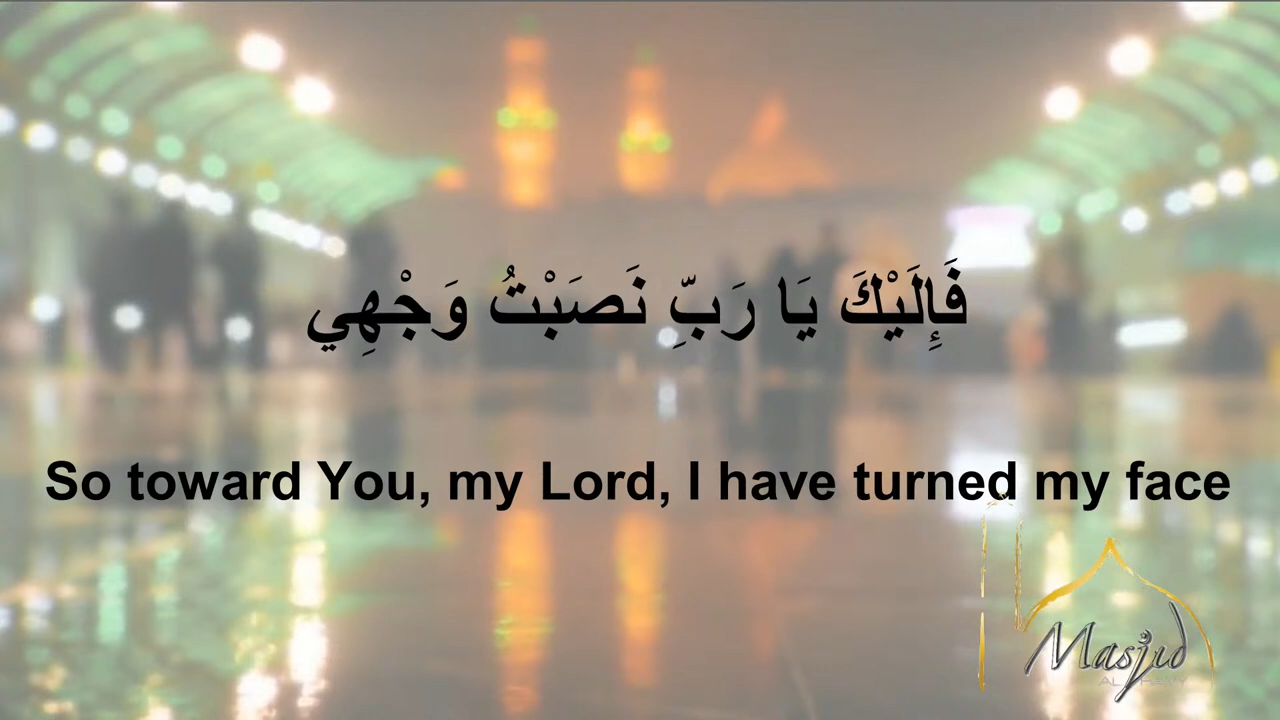 فَإِلَيْكَ يَا رَبِّ نَصَبْتُ وَجْهِي
So toward You, my Lord, I have turned my face
Masjid